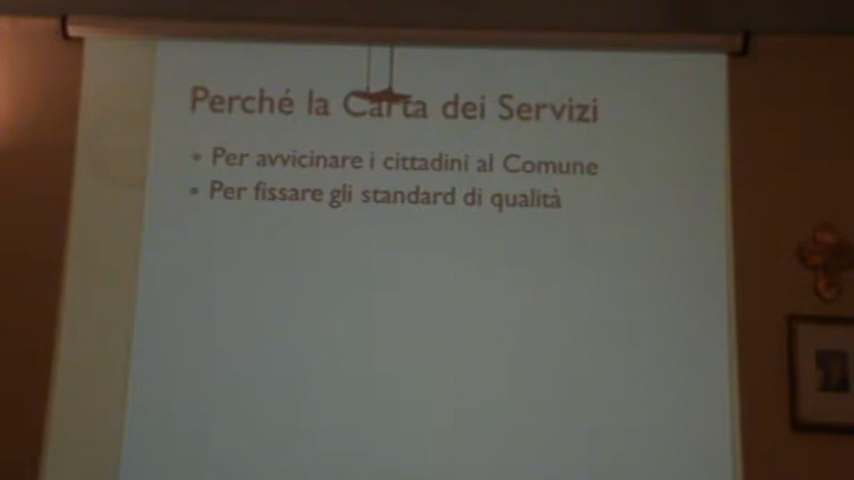 Perché la Carta dei Servizi
• Per avvicinare i cittadini al Comune
• Per fissare gli standard di qualità